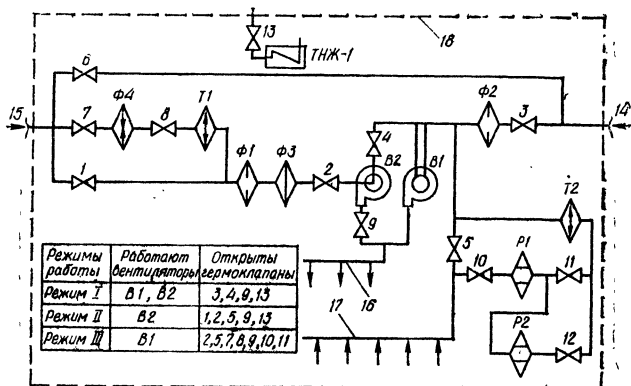 13
ТНЖ-1
18
6
15
7
Ф4
8
Т1
Ф2
3
14
4
1
Ф1
Ф3
2
В2
В1
9
Т2
5
10
Р1
11
16
17
Р2
12
Режимы работы
Работают вентиляторы
Открыты гермоклапаны
Режим I
В1, В2
3,4,9,13
Режим II
В2
1,2,5,9,13
Режим III
В1
2,5,7,8,9,10,11